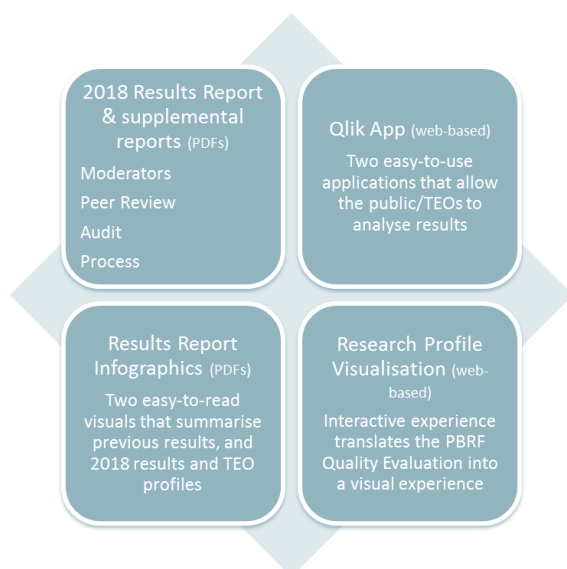 2018 Results Report
& supplemental
reports (PDFs)
Moderators
Peer Review
Audit
Process
Qlik App (web-based)
Two easy-to-use
applications that allow
the public/TEOs to
analyse results
Results Report
Infographics (PDFs)
Two easy-to-read
visuals that summarise
previous results, and
2018 results and TEO
profiles
Research Profile
Visualisation (web-
based)
Interactive experience
translates the PBRF
Quality Evaluation into
a visual experience